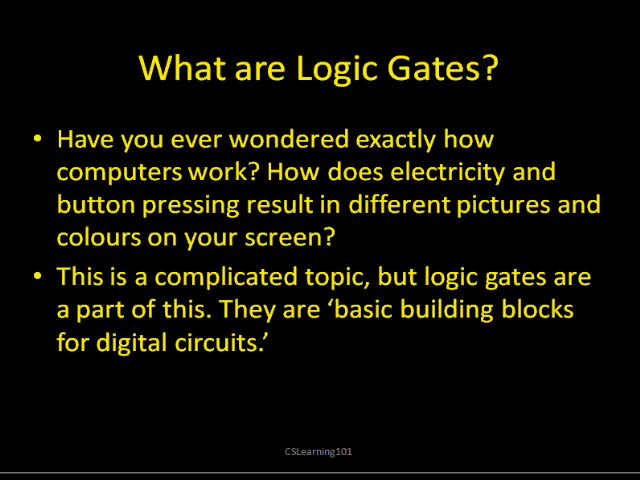 What are Logic Gates?
• Have you ever wondered exactly how
computers work? How does electricity and
button pressing result in different pictures and
colours on your screen?
• This is a complicated topic, but logic gates are
a part of this. They are ‘basic building blocks
for digital circuits.’
CSLearning101